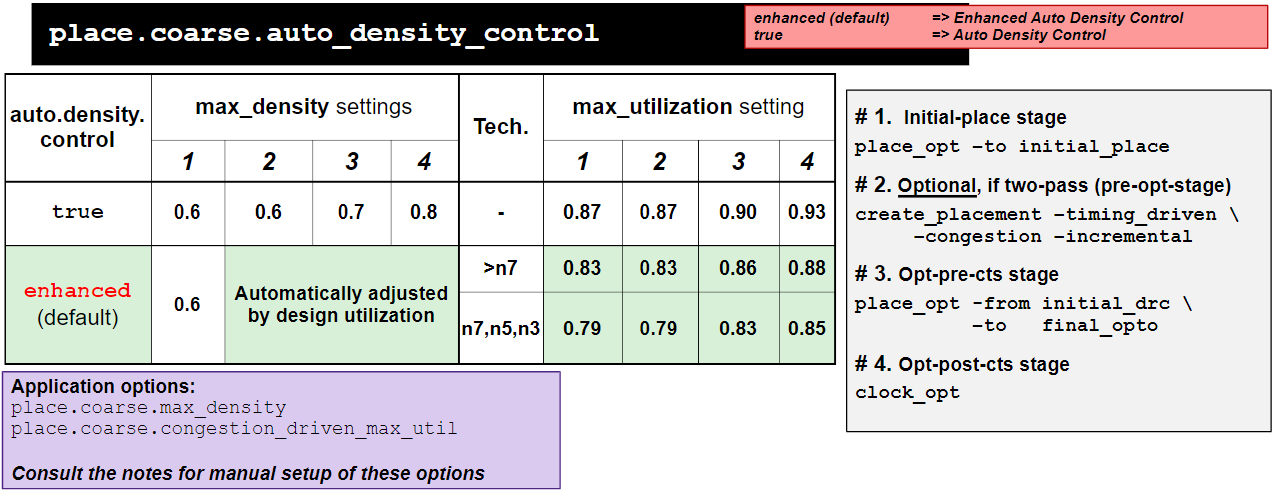 place.coarse.auto_density_control
enhanced (default) => Enhanced Auto Density Control
true => Auto Density Control
auto.density.
control
max_density settings
Tech.
max_utilization setting
1 2 3 4
1 2 3 4
true 0.6 0.6 0.7 0.8 - 0.87 0.87 0.90 0.93
enhanced
(default)
0.6
Automatically adjusted
by design utilization
>n7 0.83 0.83 0.86 0.88
n7,n5,n3 0.79 0.79 0.83 0.85
# 1. Initial-place stage
place_opt –to initial_place
# 2. Optional, if two-pass (pre-opt-stage)
create_placement –timing_driven \
–congestion –incremental
# 3. Opt-pre-cts stage
place_opt -from initial_drc \
–to final_opto
# 4. Opt-post-cts stage
clock_opt
Application options:
place.coarse.max_density
place.coarse.congestion_driven_max_util
Consult the notes for manual setup of these options